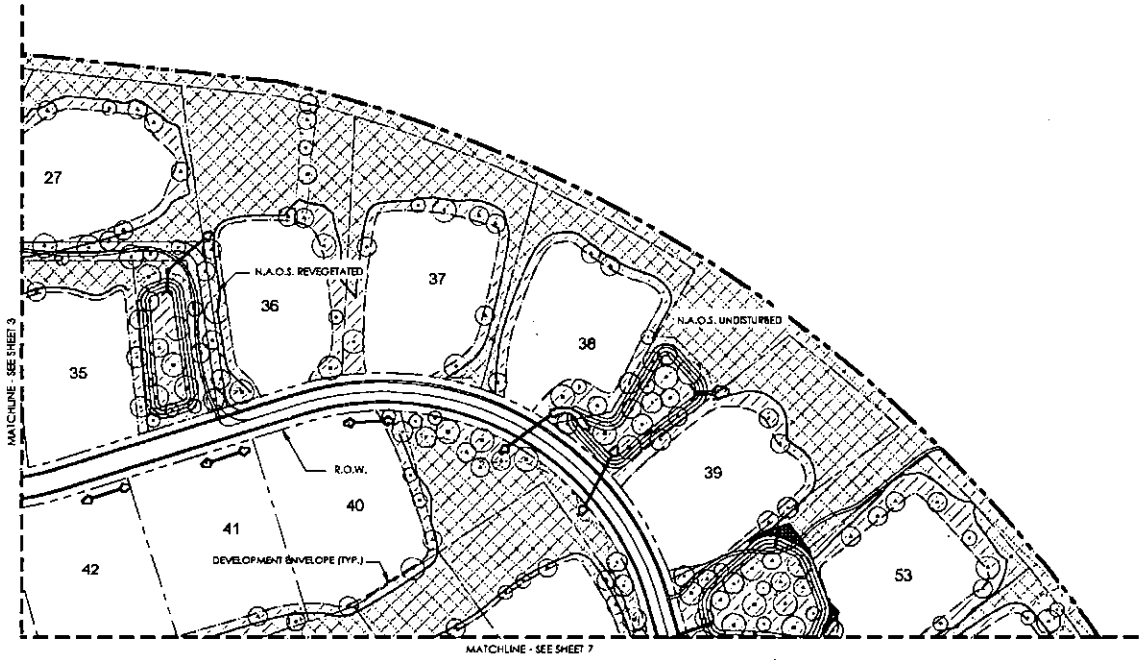 27
N.A.O.S. REVEGETATED
36
37
N.A.O.S. UNDISTURBED
38
MATCHLINE - SEE SHEET 3
35
R.O.W.
39
40
41
DEVELOPMENT ENVELOPE (TYP.)
42
53
MATCHLINE - SEE SHEET 7